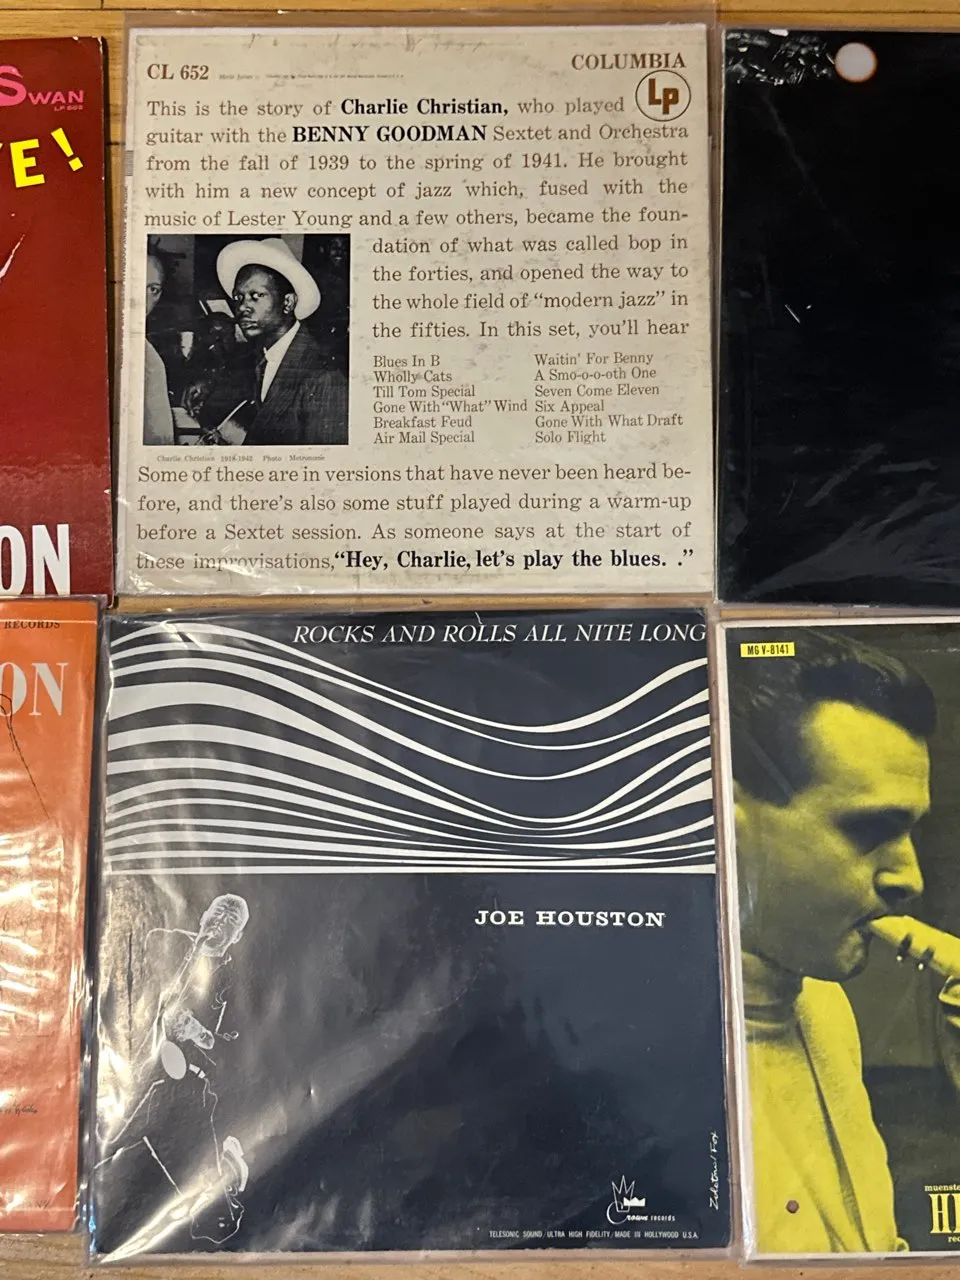 SWAN
LP 505
YE!
ON
CL 652
COLUMBIA
Lp
This is the story of Charlie Christian, who played
guitar with the BENNY GOODMAN Sextet and Orchestra
from the fall of 1939 to the spring of 1941. He brought
with him a new concept of jazz which, fused with the
music of Lester Young and a few others, became the foun-
dation of what was called bop in
the forties, and opened the way to
the whole field of "modern jazz" in
the fifties. In this set, you'll hear
Blues In B
Wholly Cats
Till Tom Special
Gone With "What" Wind
Breakfast Feud
Air Mail Special
Waitin' For Benny
A Smo-o-o-oth One
Seven Come Eleven
Six Appeal
Gone With What Draft
Solo Flight
Charlie Christian 1918-1942 Photo: Metronome
Some of these are in versions that have never been heard be-
fore, and there's also some stuff played during a warm-up
before a Sextet session. As someone says at the start of
these improvisations, "Hey, Charlie, let's play the blues. ."
RECORDS
ON
ROCKS AND ROLLS ALL NITE LONG
JOE HOUSTON
Crown records
TELESONIC SOUND/ULTRA HIGH FIDELITY/MADE IN HOLLYWOOD U.S.A.
MG V-8141